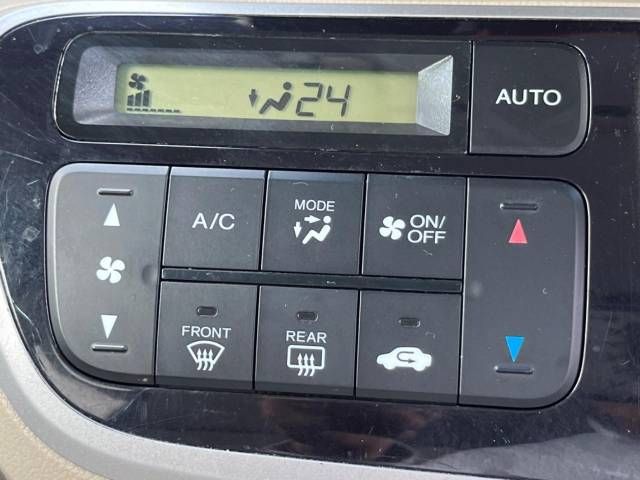 24
AUTO
A/C
MODE
ON/
OFF
FRONT
REAR